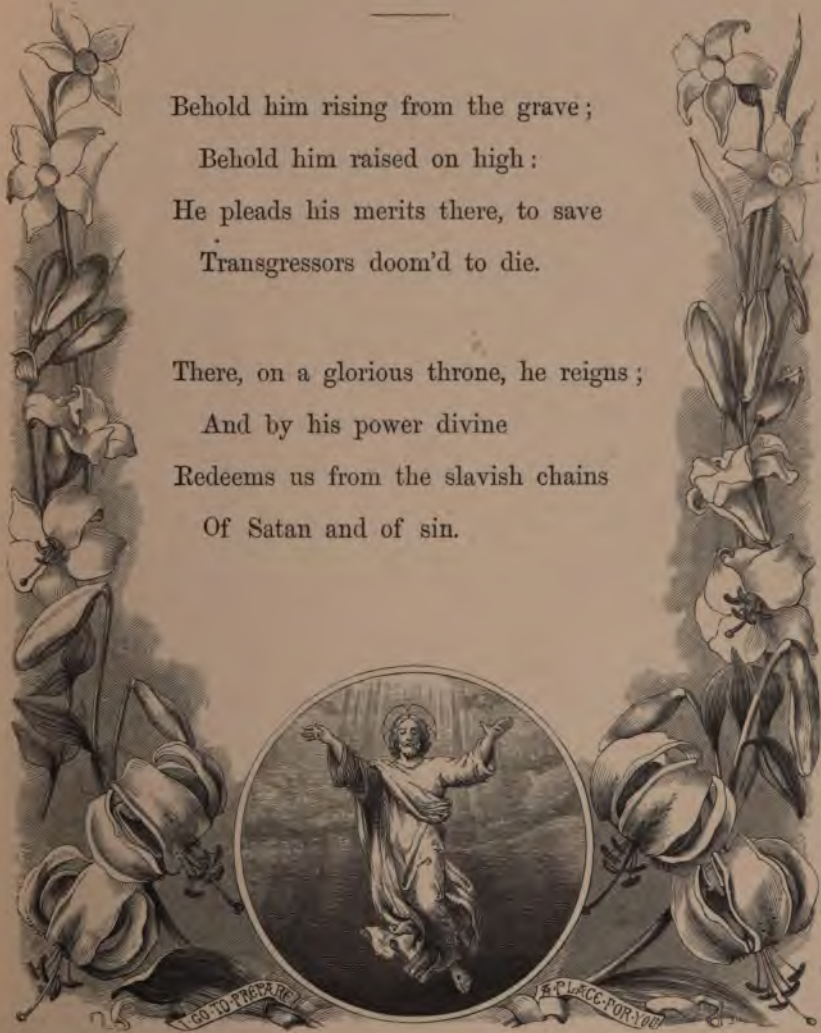 Behold him rising from the grave;
Behold him raised on high:
He pleads his merits there, to save
Transgressors doom'd to die.
There, on a glorious throne, he reigns;
And by his power divine
Redeems us from the slavish chains
Of Satan and of sin.
I·GO·TO·PREPARE
A·PLACE·FOR·YOU